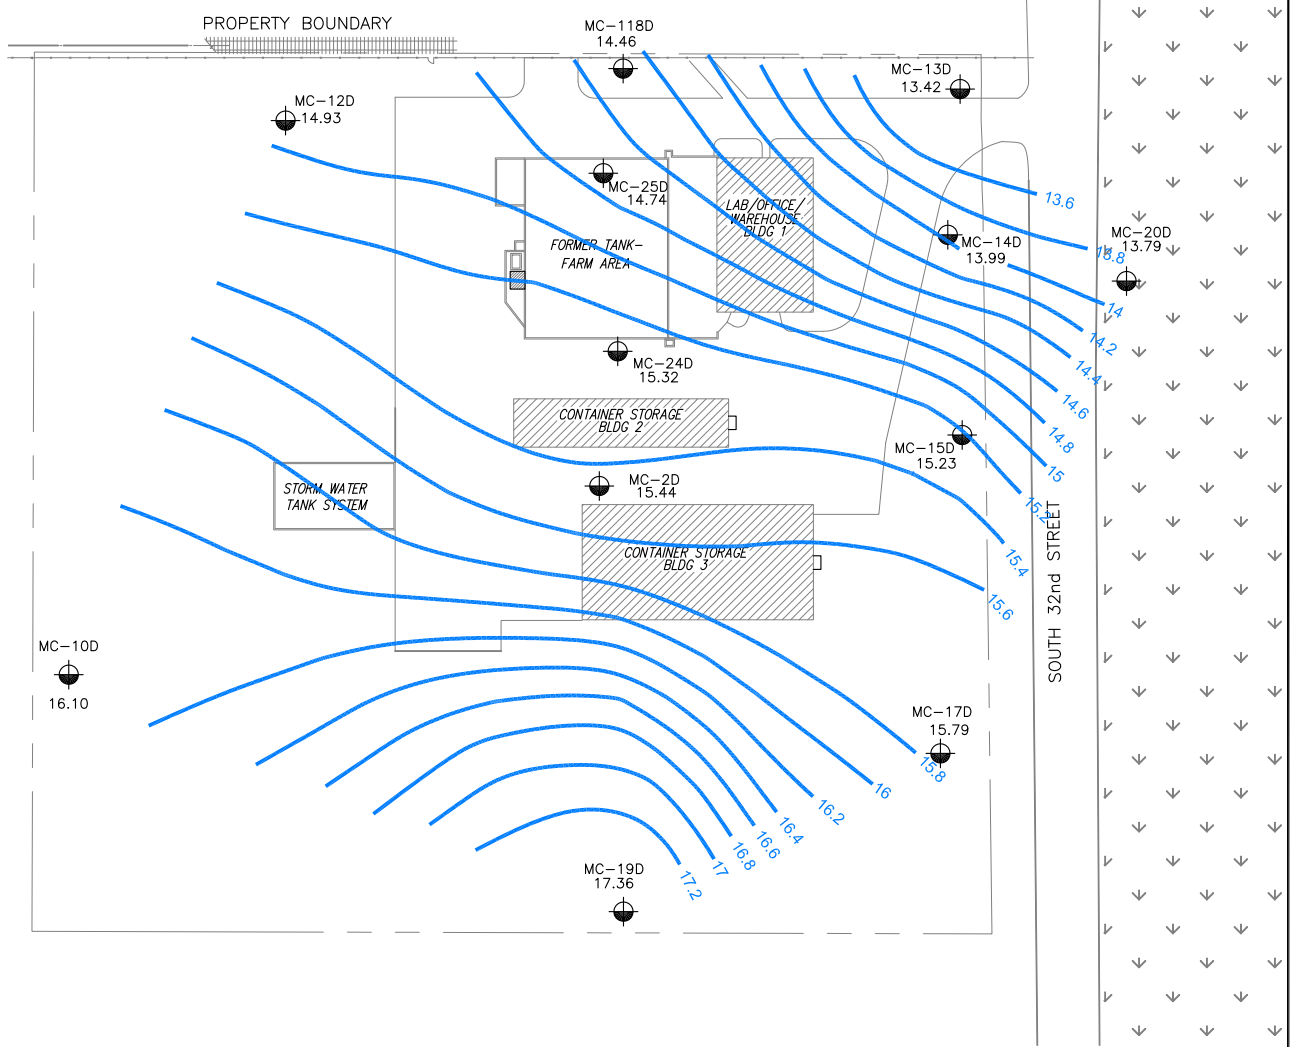 PROPERTY BOUNDARY
MC-118D
14.46
MC-13D
13.42
MC-12D
14.93
MC-25D
14.74
LAB/OFFICE/
WAREHOUSE
BLDG 1
13.6
FORMER TANK-
FARM AREA
MC-14D
13.99
MC-20D
13.79
13.8
14
14.2
MC-24D
15.32
14.4
14.6
CONTAINER STORAGE
BLDG 2
14.8
MC-15D
15.23
15
MC-2D
15.44
STORM WATER
TANK SYSTEM
15.2
CONTAINER STORAGE
BLDG 3
15.4
15.6
SOUTH 32nd STREET
MC-10D
16.10
MC-17D
15.79
15.8
16
16.2
16.4
16.6
16.8
17
17.2
MC-19D
17.36